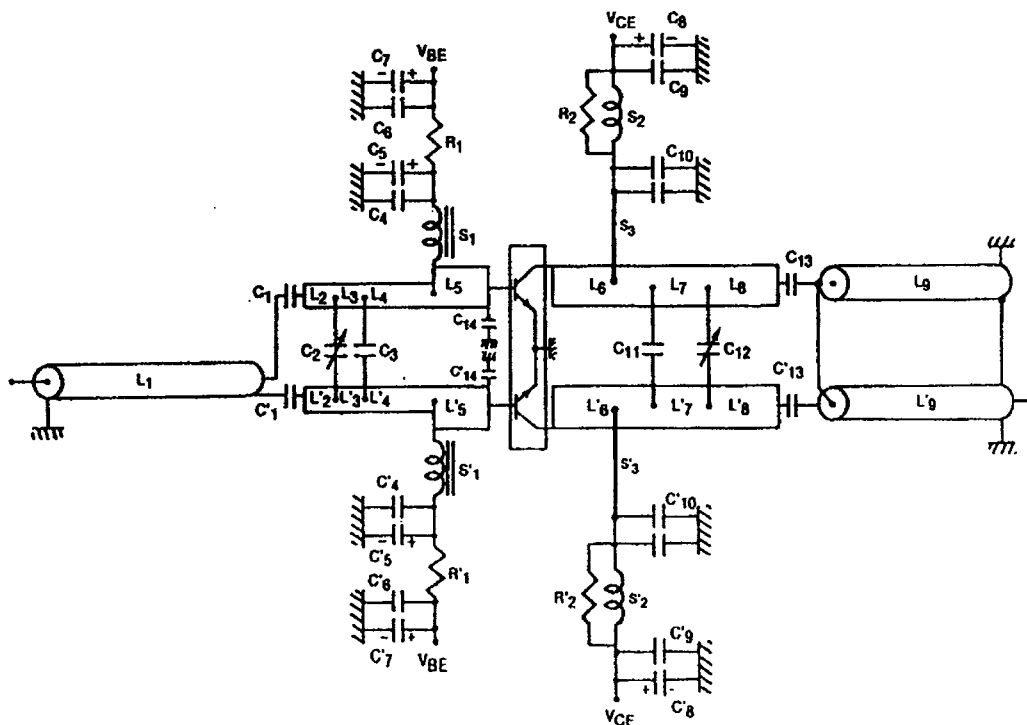 VCE
C8
+ -
C9
VBE
C7
- +
C6
R1
C5
- +
C4
S1
R2
S2
C10
S3
C1
L2 L3 L4 L5
C2 C3
C14
C'14
L6 L7 L8
C13
L9
C11 C12
L1
C'1
L'2 L'3 L'4 L'5
L'6 L'7 L'8
C'13
L'9
S'1
C'4
- +
C'5
R'1
C'6
- +
C'7
VBE
S'3
C'10
R'2
S'2
C'9
+ -
C'8
VCE